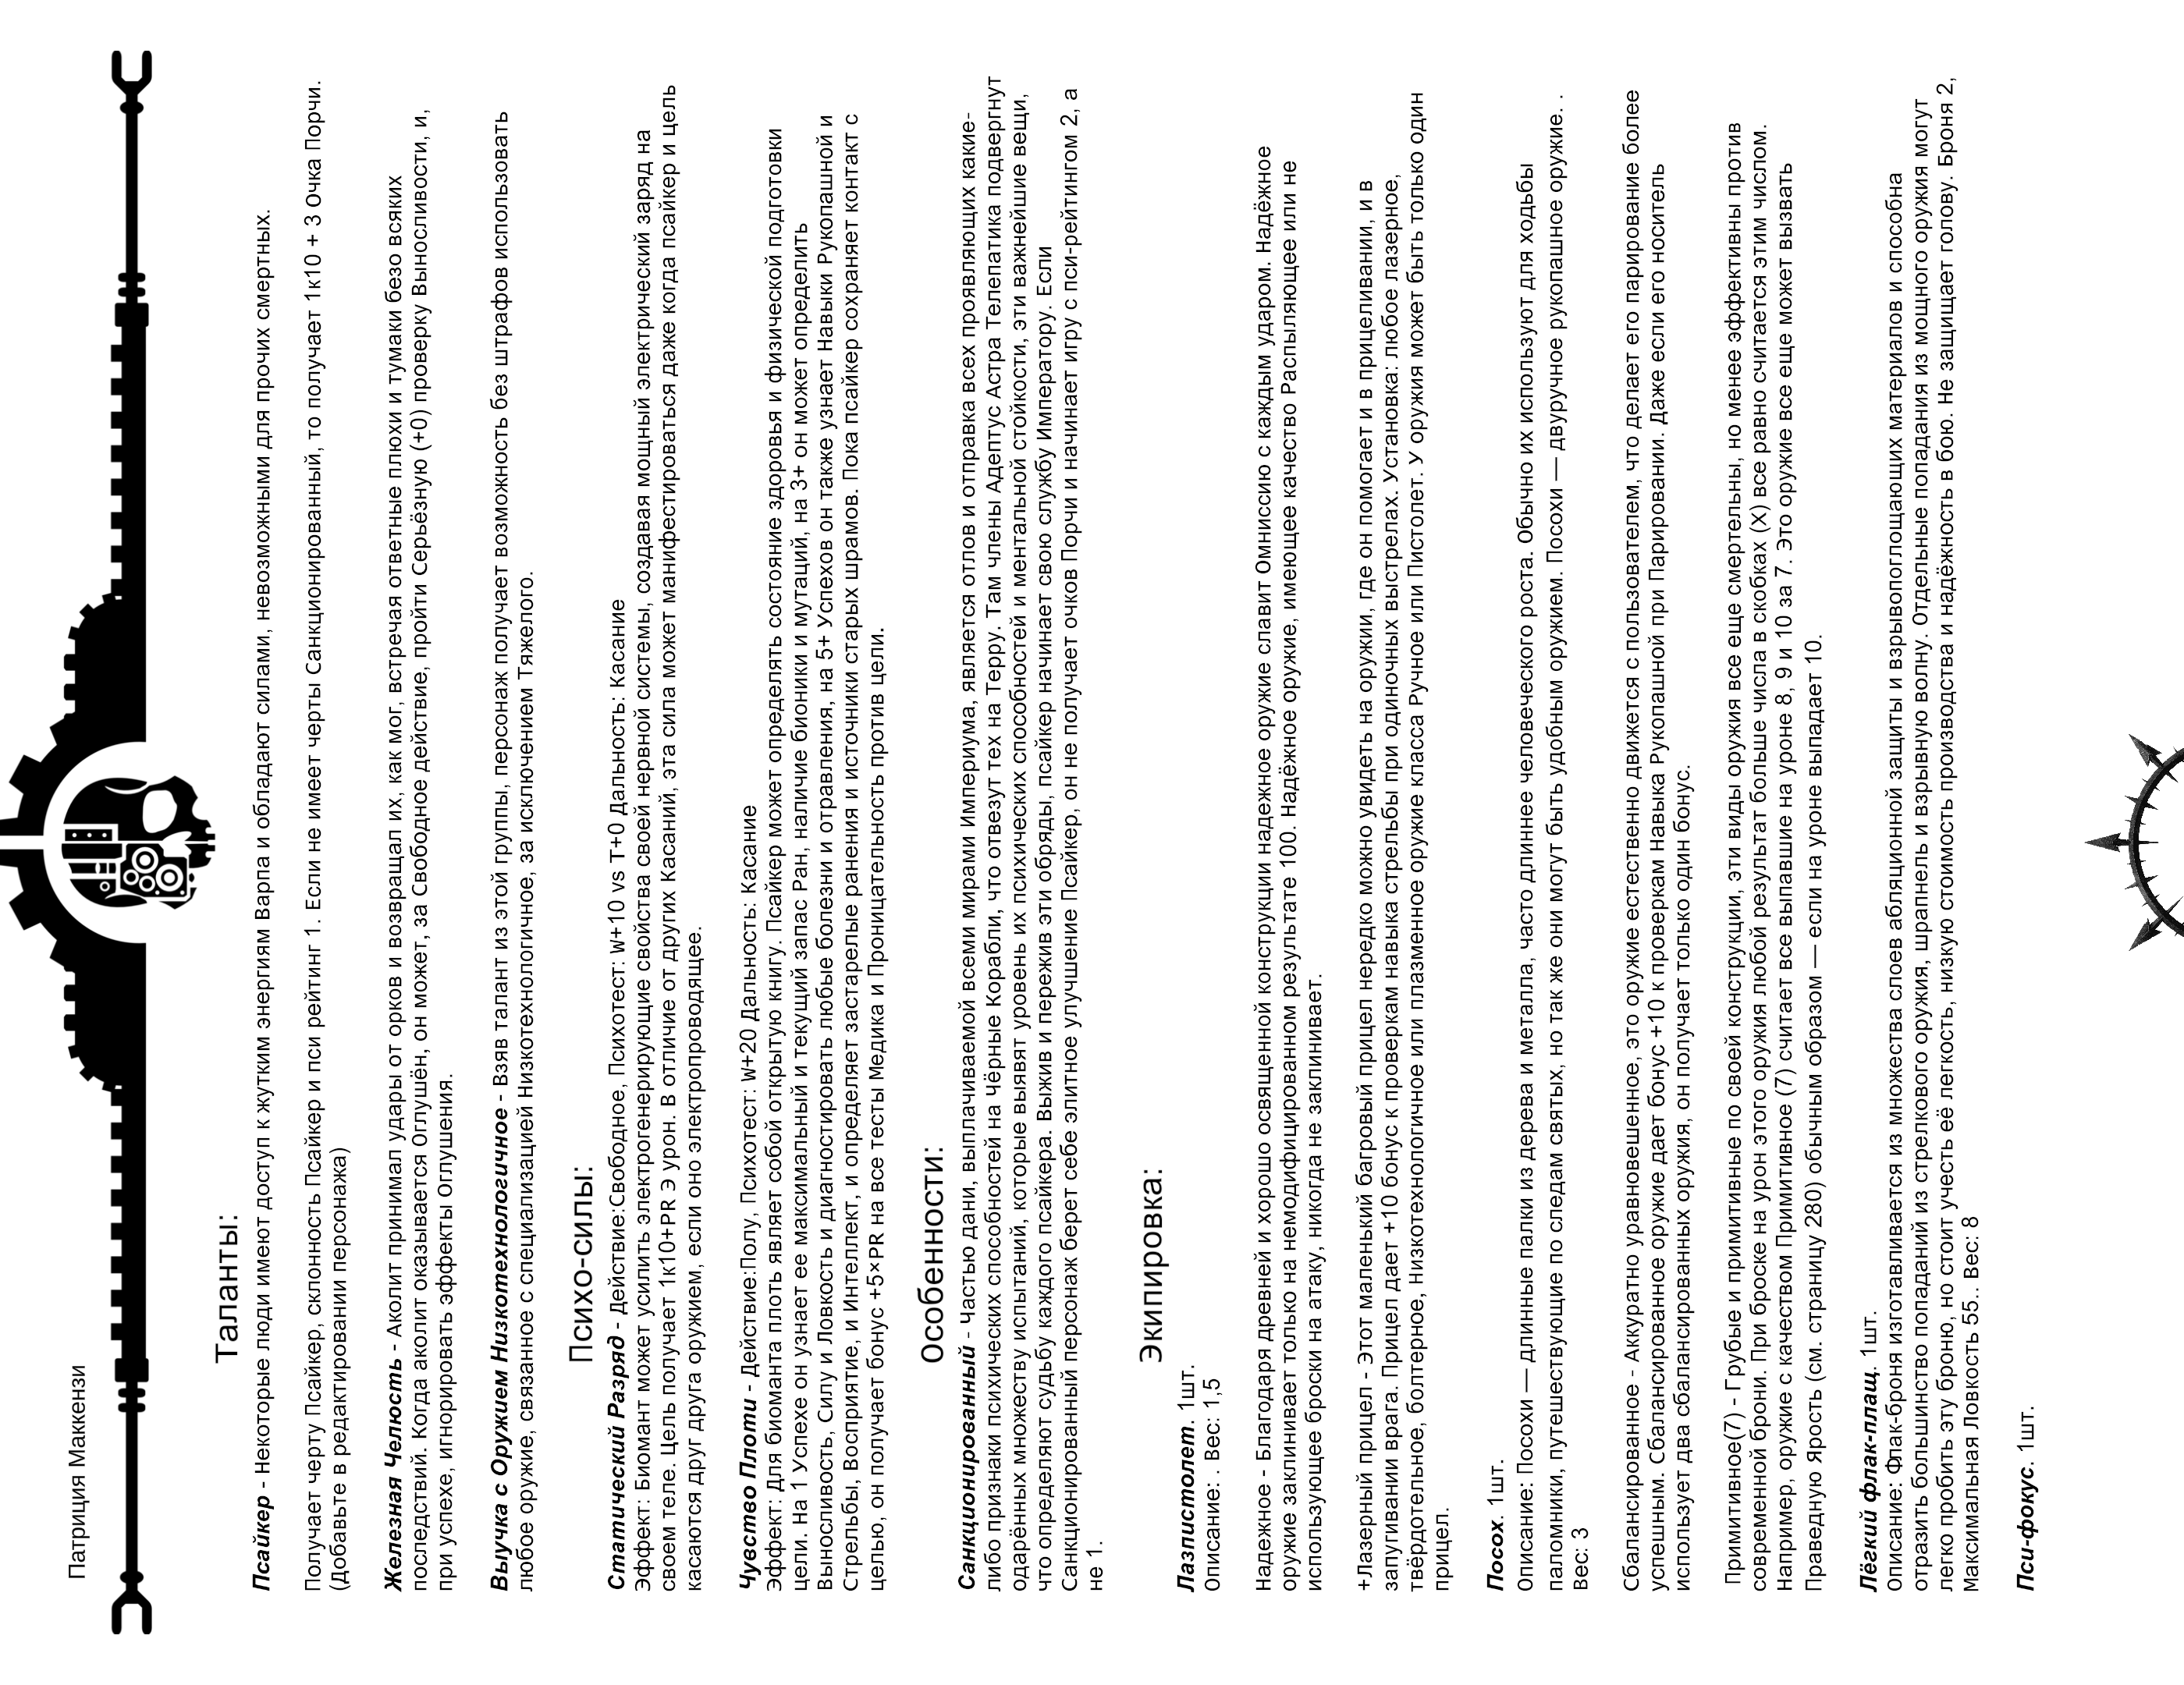 Патриция Маккензи
Таланты:
Псайкер - Некоторые люди имеют доступ к жутким энергиям Варпа и обладают силами, невозможными для прочих смертных.
Получает черту Псайкер, склонность Псайкер и пси рейтинг 1. Если не имеет черты Санкционированный, то получает 1к10 + 3 очка Порчи.
(Добавьте в редактировании персонажа)
Железная Челюсть - Аколит принимал удары от орков и возвращал их, как мог, встречая ответные плюхи и тумаки безо всяких
последствий. Когда аколит оказывается Оглушён, он может, за Свободное действие, пройти Серьёзную (+0) проверку Выносливости, и,
при успехе, игнорировать эффекты Оглушения.
Выучка с Оружием Низкотехнологичное - Взяв талант из этой группы, персонаж получает возможность без штрафов использовать
любое оружие, связанное с специализацией Низкотехнологичное, за исключением Тяжелого.
Психо-силы:
Статический Разряд - Действие:Свободное, Психотест: W+10 vs T+0 Дальность: Касание
Эффект: Биомант может усилить электрогенерирующие свойства своей нервной системы, создавая мощный электрический заряд на
своем теле. Цель получает 1к10+PR Э урон. В отличие от других Касаний, эта сила может манифестироваться даже когда псайкер и цель
касаются друг друга оружием, если оно электропроводящее.
Чувство Плоти - Действие:Полу, Психотест: W+20 Дальность: Касание
Эффект: Для биоманта плоть являет собой открытую книгу. Псайкер может определять состояние здоровья и физической подготовки
цели. На 1 Успехе он узнает ее максимальный и текущий запас Ран, наличие бионики и мутаций, на 3+ он может определить
Выносливость, Силу и Ловкость и диагностировать любые болезни и отравления, на 5+ Успехов он также узнает Навыки Рукопашной и
Стрельбы, Восприятие, и Интеллект, и определяет застарелые ранения и источники старых шрамов. Пока псайкер сохраняет контакт с
целью, он получает бонус +5×PR на все тесты Медика и Проницательность против цели.
Особенности:
Санкционированный - Частью дани, выплачиваемой всеми мирами Империума, является отлов и отправка всех проявляющих какие-
либо признаки психических способностей на Чёрные Корабли, что отвезут тех на Терру. Там члены Адептус Астра Телепатика подвергнут
одарённых множеству испытаний, которые выявят уровень их психических способностей и ментальной стойкости, эти важнейшие вещи,
что определяют судьбу каждого псайкера. Выжив и пережив эти обряды, псайкер начинает свою службу Императору. Если
Санкционированный персонаж берет себе элитное улучшение Псайкер, он не получает очков Порчи и начинает игру с пси-рейтингом 2, а
не 1.
Экипировка:
Лазпистолет. 1шт.
Описание: . Вес: 1,5
Надежное - Благодаря древней и хорошо освященной конструкции надежное оружие славит Омниссию с каждым ударом. Надёжное
оружие заклинивает только на немодифицированном результате 100. Надёжное оружие, имеющее качество Распыляющее или не
использующее броски на атаку, никогда не заклинивает.
+Лазерный прицел - Этот маленький багровый прицел нередко можно увидеть на оружии, где он помогает и в прицеливании, и в
запугивании врага. Прицел дает +10 бонус к проверкам навыка стрельбы при одиночных выстрелах. Установка: любое лазерное,
твёрдотельное, болтерное, низкотехнологичное или плазменное оружие класса Ручное или Пистолет. У оружия может быть только один
прицел.
Посох. 1шт.
Описание: Посохи — длинные палки из дерева и металла, часто длиннее человеческого роста. Обычно их используют для ходьбы
паломники, путешествующие по следам святых, но так же они могут быть удобным оружием. Посохи — двуручное рукопашное оружие. .
Вес: 3
Сбалансированное - Аккуратно уравновешенное, это оружие естественно движется с пользователем, что делает его парирование более
успешным. Сбалансированное оружие дает бонус +10 к проверкам навыка Рукопашной при Парировании. Даже если его носитель
использует два сбалансированных оружия, он получает только один бонус.
Примитивное(7) - Грубые и примитивные по своей конструкции, эти виды оружия все еще смертельны, но менее эффективны против
современной брони. При броске на урон этого оружия любой результат больше числа в скобках (X) все равно считается этим числом.
Например, оружие с качеством Примитивное (7) считает все выпавшие на уроне 8, 9 и 10 за 7. Это оружие все еще может вызвать
Праведную Ярость (см. страницу 280) обычным образом — если на уроне выпадает 10.
Лёгкий флак-плащ. 1шт.
Описание: Флак-броня изготавливается из множества слоев абляционной защиты и взрывопоглощающих материалов и способна
отразить большинство попаданий из стрелкового оружия, шрапнель и взрывную волну. Отдельные попадания из мощного оружия могут
легко пробить эту броню, но стоит учесть её легкость, низкую стоимость производства и надёжность в бою. Не защищает голову. Броня 2,
Максимальная Ловкость 55.. Вес: 8
Пси-фокус. 1шт.